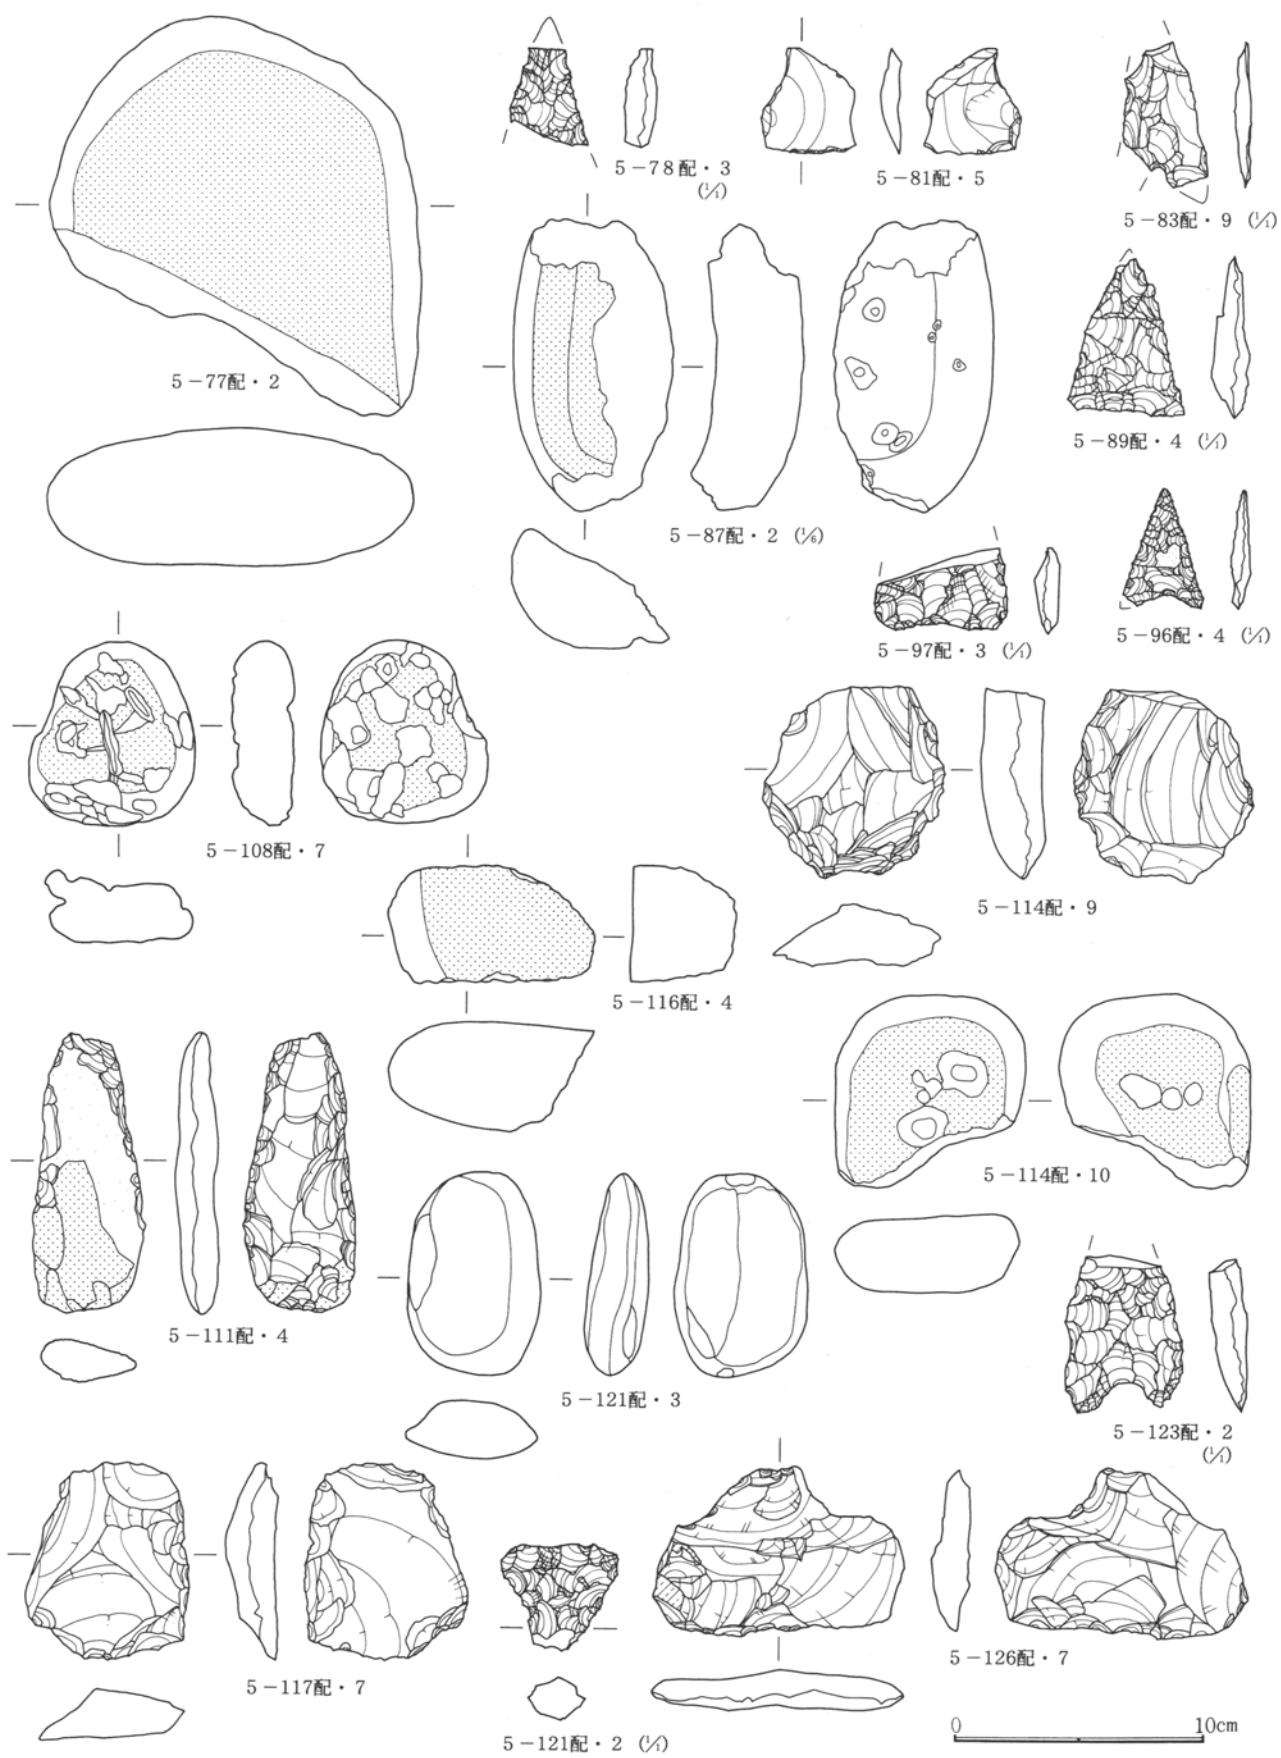 5-78配・3
(1/1)
5-81配・5
5-83配・9 (1/1)
5-77配・2
5-89配・4 (1/1)
5-87配・2 (1/6)
5-97配・3 (1/1)
5-96配・4 (1/1)
5-108配・7
5-114配・9
5-116配・4
5-114配・10
5-111配・4
5-121配・3
5-123配・2
(1/1)
5-117配・7
5-126配・7
5-121配・2 (1/1)
0 10cm